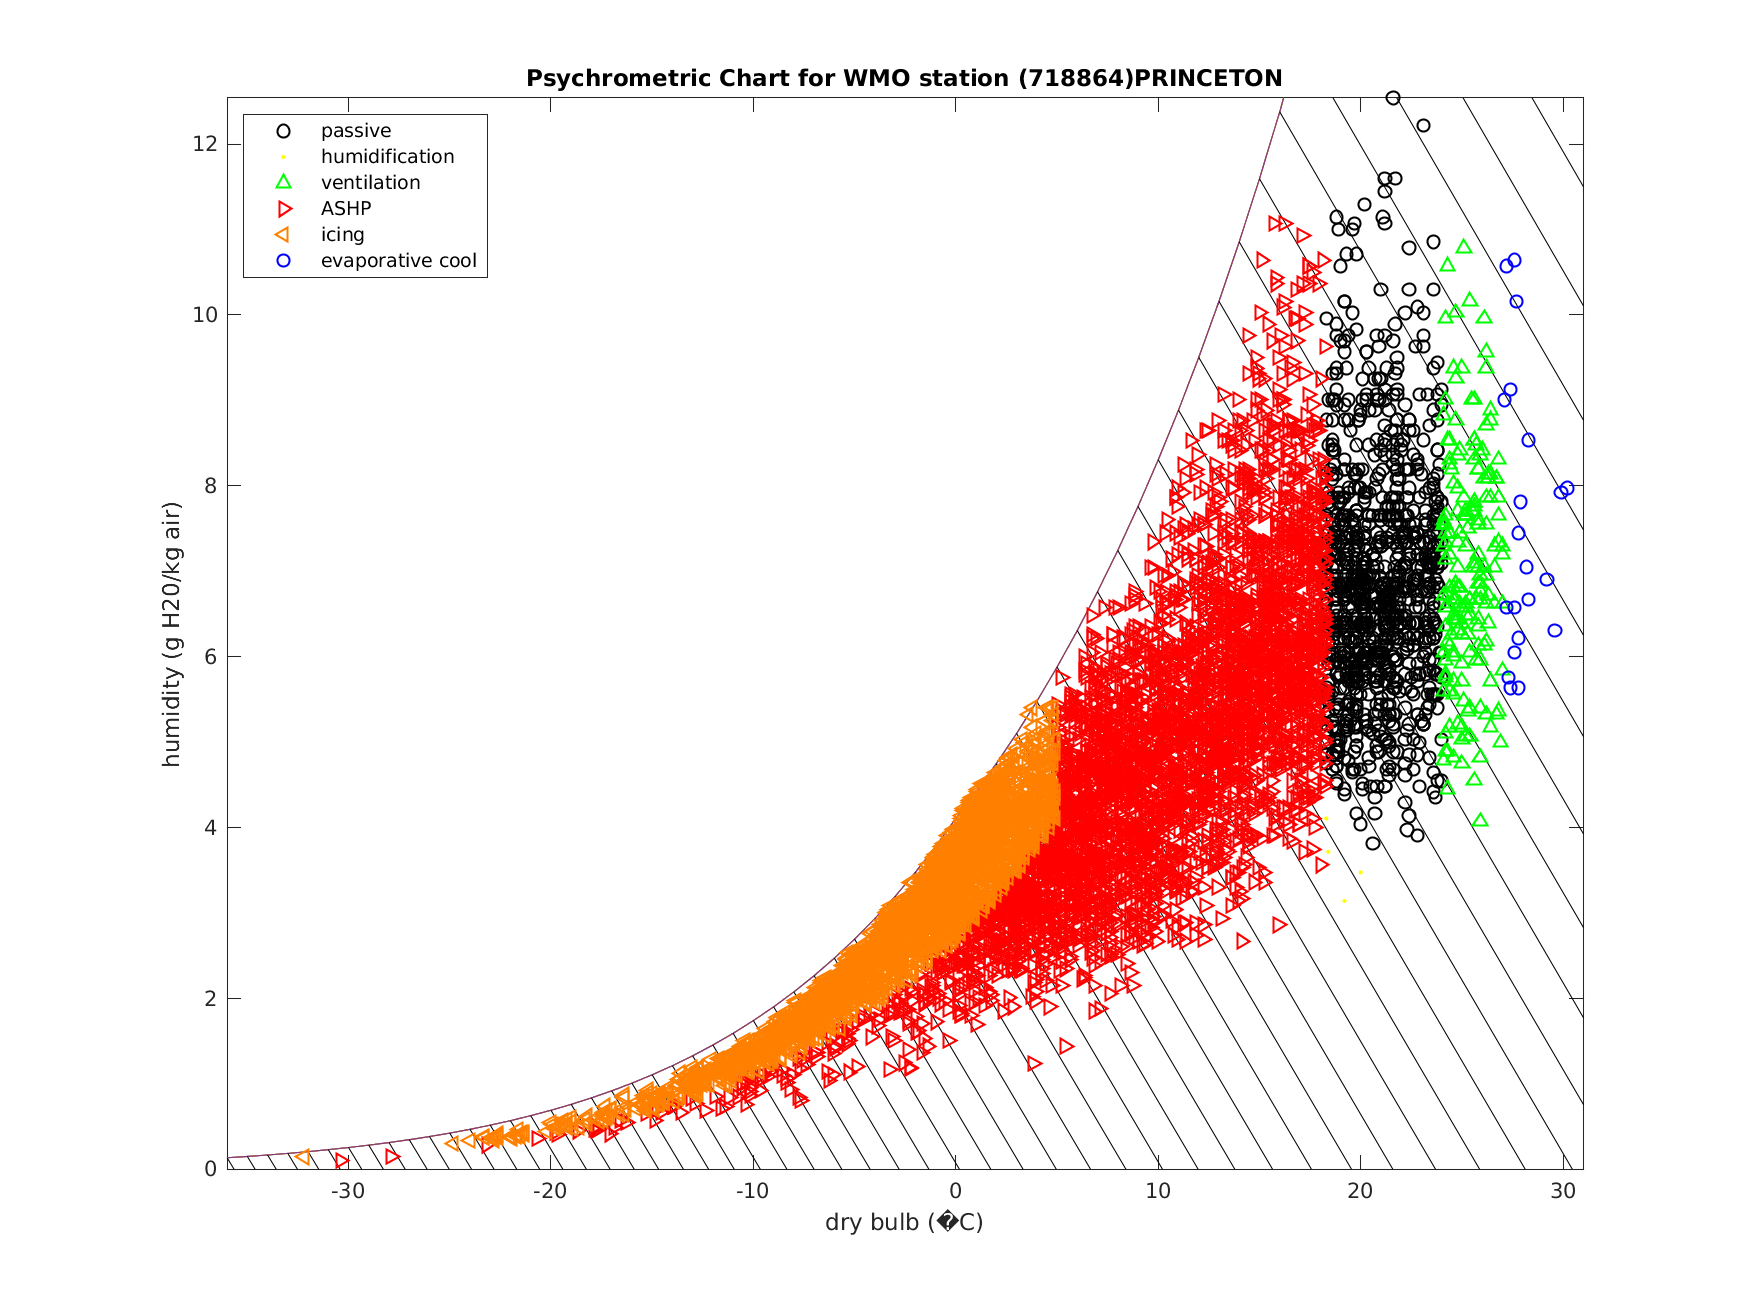 Psychrometric Chart for WMO station (718864)PRINCETON
passive
humidification
ventilation
ASHP
icing
evaporative cool
humidity (g H20/kg air)
12
10
8
6
4
2
0
-30
-20
-10
0
10
20
30
dry bulb (�C)